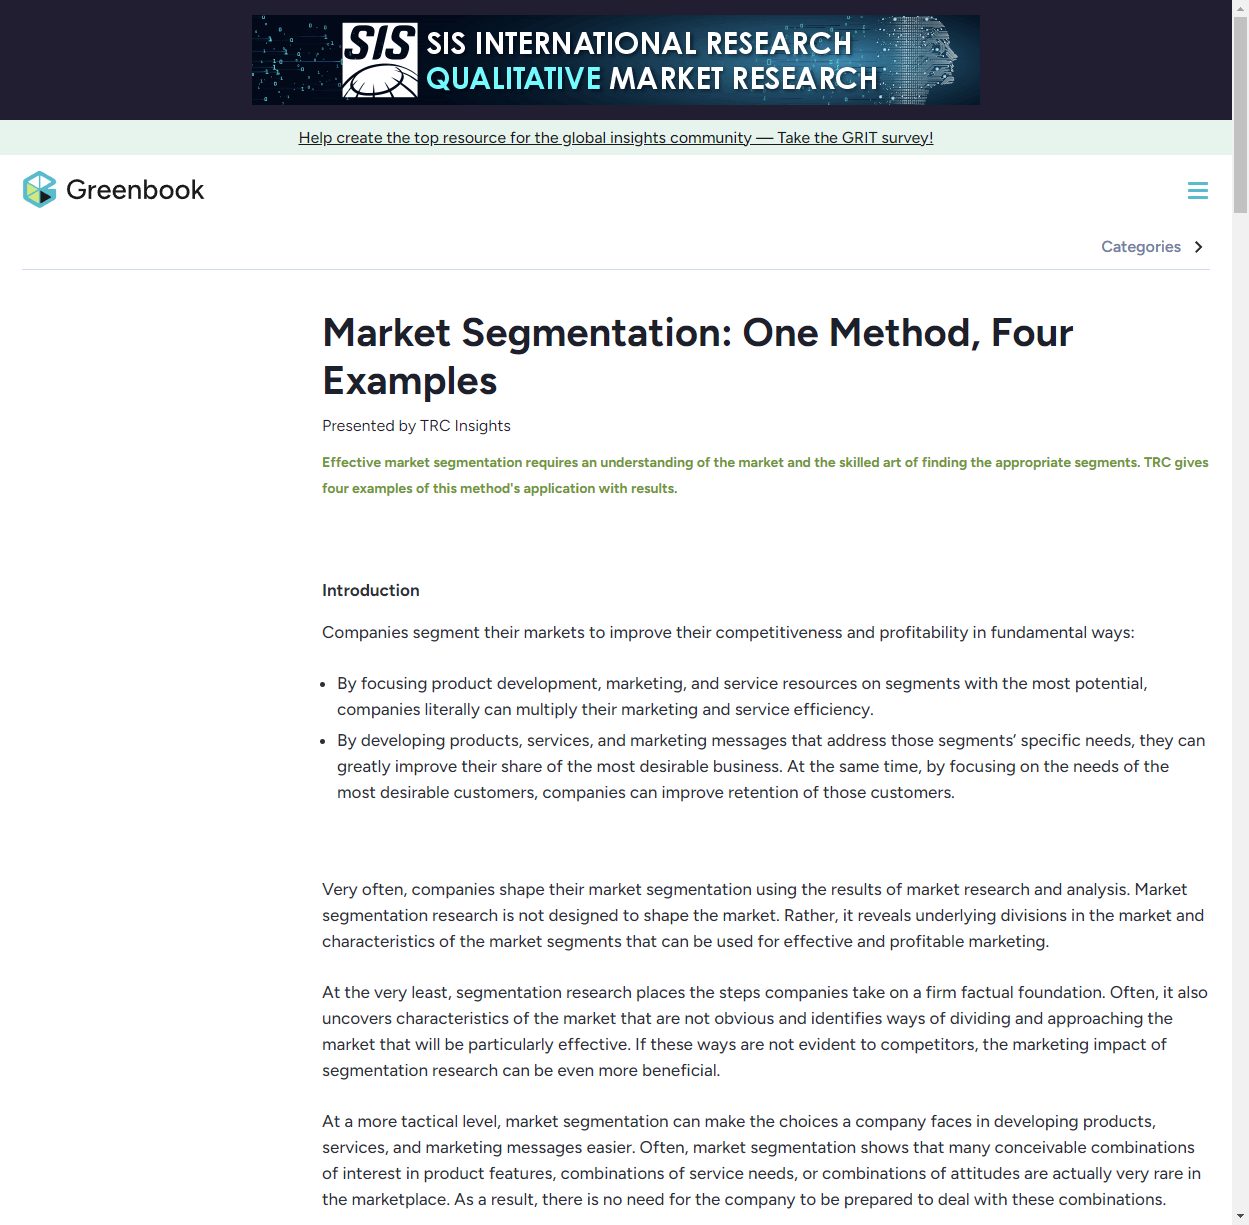 SIS
SIS INTERNATIONAL RESEARCH
QUALITATIVE MARKET RESEARCH
Help create the top resource for the global insights community — Take the GRIT survey!
Greenbook
Categories
Market Segmentation: One Method, Four
Examples
Presented by TRC Insights
Effective market segmentation requires an understanding of the market and the skilled art of finding the appropriate segments. TRC gives
four examples of this method's application with results.
Introduction
Companies segment their markets to improve their competitiveness and profitability in fundamental ways:
• By focusing product development, marketing, and service resources on segments with the most potential,
companies literally can multiply their marketing and service efficiency.
• By developing products, services, and marketing messages that address those segments’ specific needs, they can
greatly improve their share of the most desirable business. At the same time, by focusing on the needs of the
most desirable customers, companies can improve retention of those customers.
Very often, companies shape their market segmentation using the results of market research and analysis. Market
segmentation research is not designed to shape the market. Rather, it reveals underlying divisions in the market and
characteristics of the market segments that can be used for effective and profitable marketing.
At the very least, segmentation research places the steps companies take on a firm factual foundation. Often, it also
uncovers characteristics of the market that are not obvious and identifies ways of dividing and approaching the
market that will be particularly effective. If these ways are not evident to competitors, the marketing impact of
segmentation research can be even more beneficial.
At a more tactical level, market segmentation can make the choices a company faces in developing products,
services, and marketing messages easier. Often, market segmentation shows that many conceivable combinations
of interest in product features, combinations of service needs, or combinations of attitudes are actually very rare in
the marketplace. As a result, there is no need for the company to be prepared to deal with these combinations.